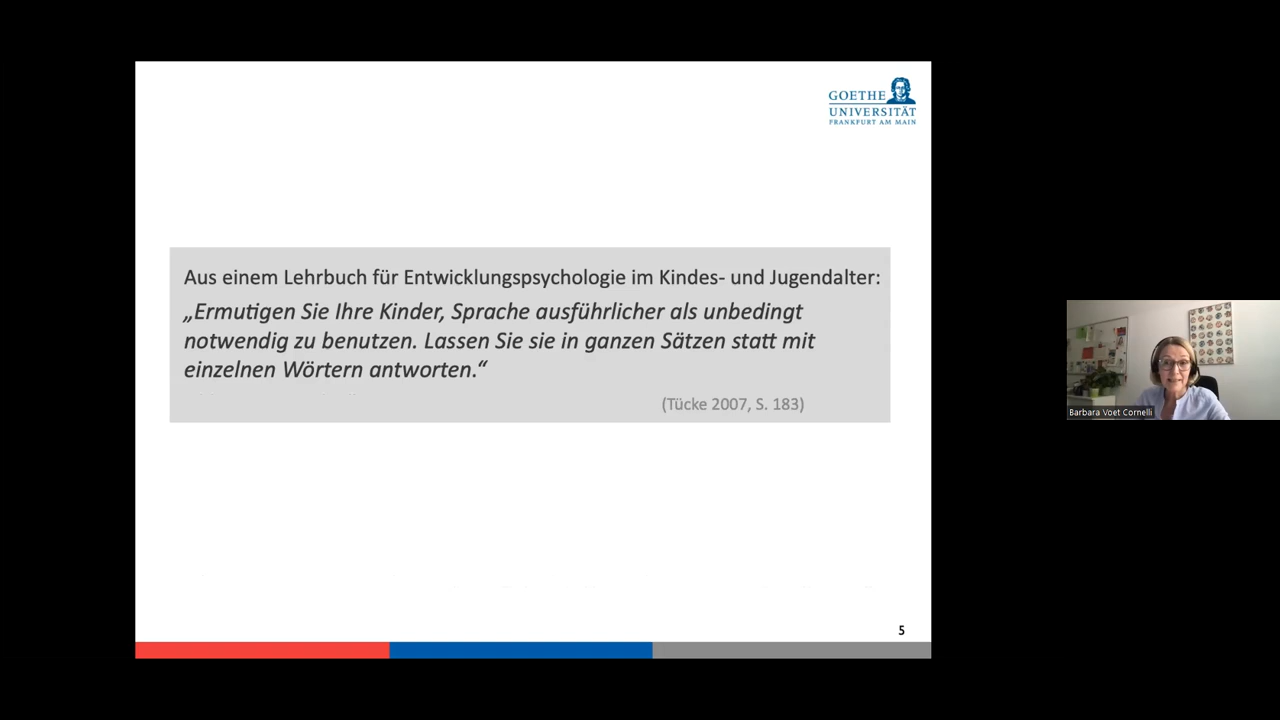 GOETHE
UNIVERSITÄT
FRANKFURT AM MAIN
Aus einem Lehrbuch für Entwicklungspsychologie im Kindes- und Jugendalter:
„Ermutigen Sie Ihre Kinder, Sprache ausführlicher als unbedingt
notwendig zu benutzen. Lassen Sie sie in ganzen Sätzen statt mit
einzelnen Wörtern antworten.“
(Tücke 2007, S. 183)
5
Barbara Voet Cornelli